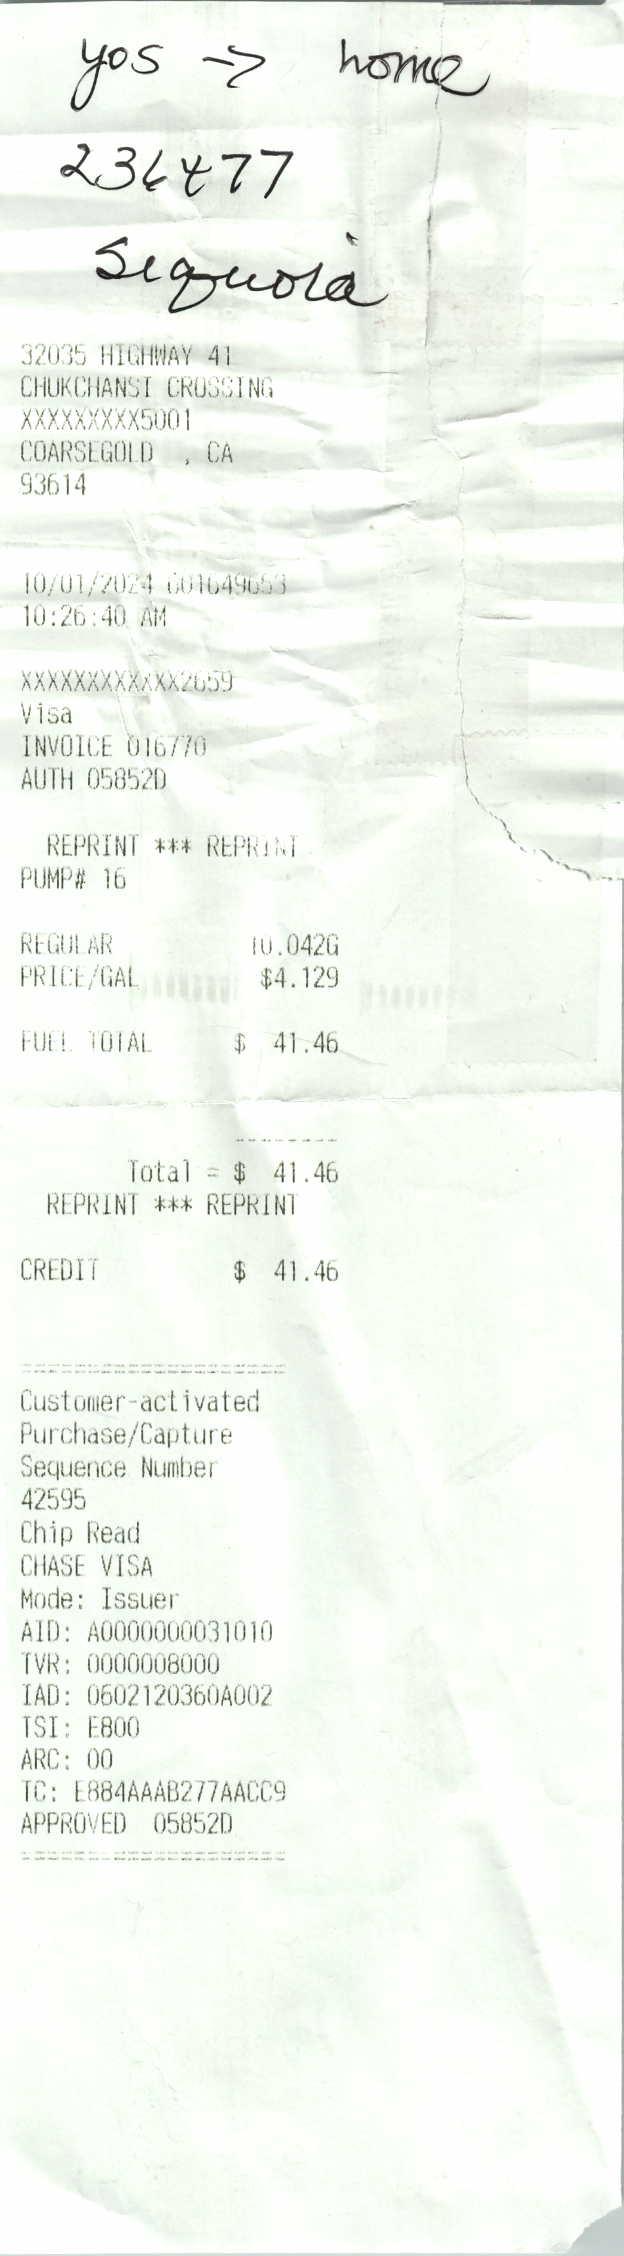 yos -> home
236477
Sequoia
32035 HIGHWAY 41
CHUKCHANSI CROSSING
XXXXXXXXX5001
COARSEGOLD , CA
93614
10/01/2024 601649653
10:26:40 AM
XXXXXXXXXXXX2659
Visa
INVOICE 016770
AUTH 05852D
REPRINT *** REPRINT
PUMP# 16
REGULAR 10.042G
PRICE/GAL $4.129
FUEL TOTAL $ 41.46
--------
Total = $ 41.46
REPRINT *** REPRINT
CREDIT $ 41.46
====================
Customer-activated
Purchase/Capture
Sequence Number
42595
Chip Read
CHASE VISA
Mode: Issuer
AID: A0000000031010
TVR: 0000008000
IAD: 0602120360A002
TSI: E800
ARC: 00
TC: E884AAAB277AACC9
APPROVED 05852D
====================